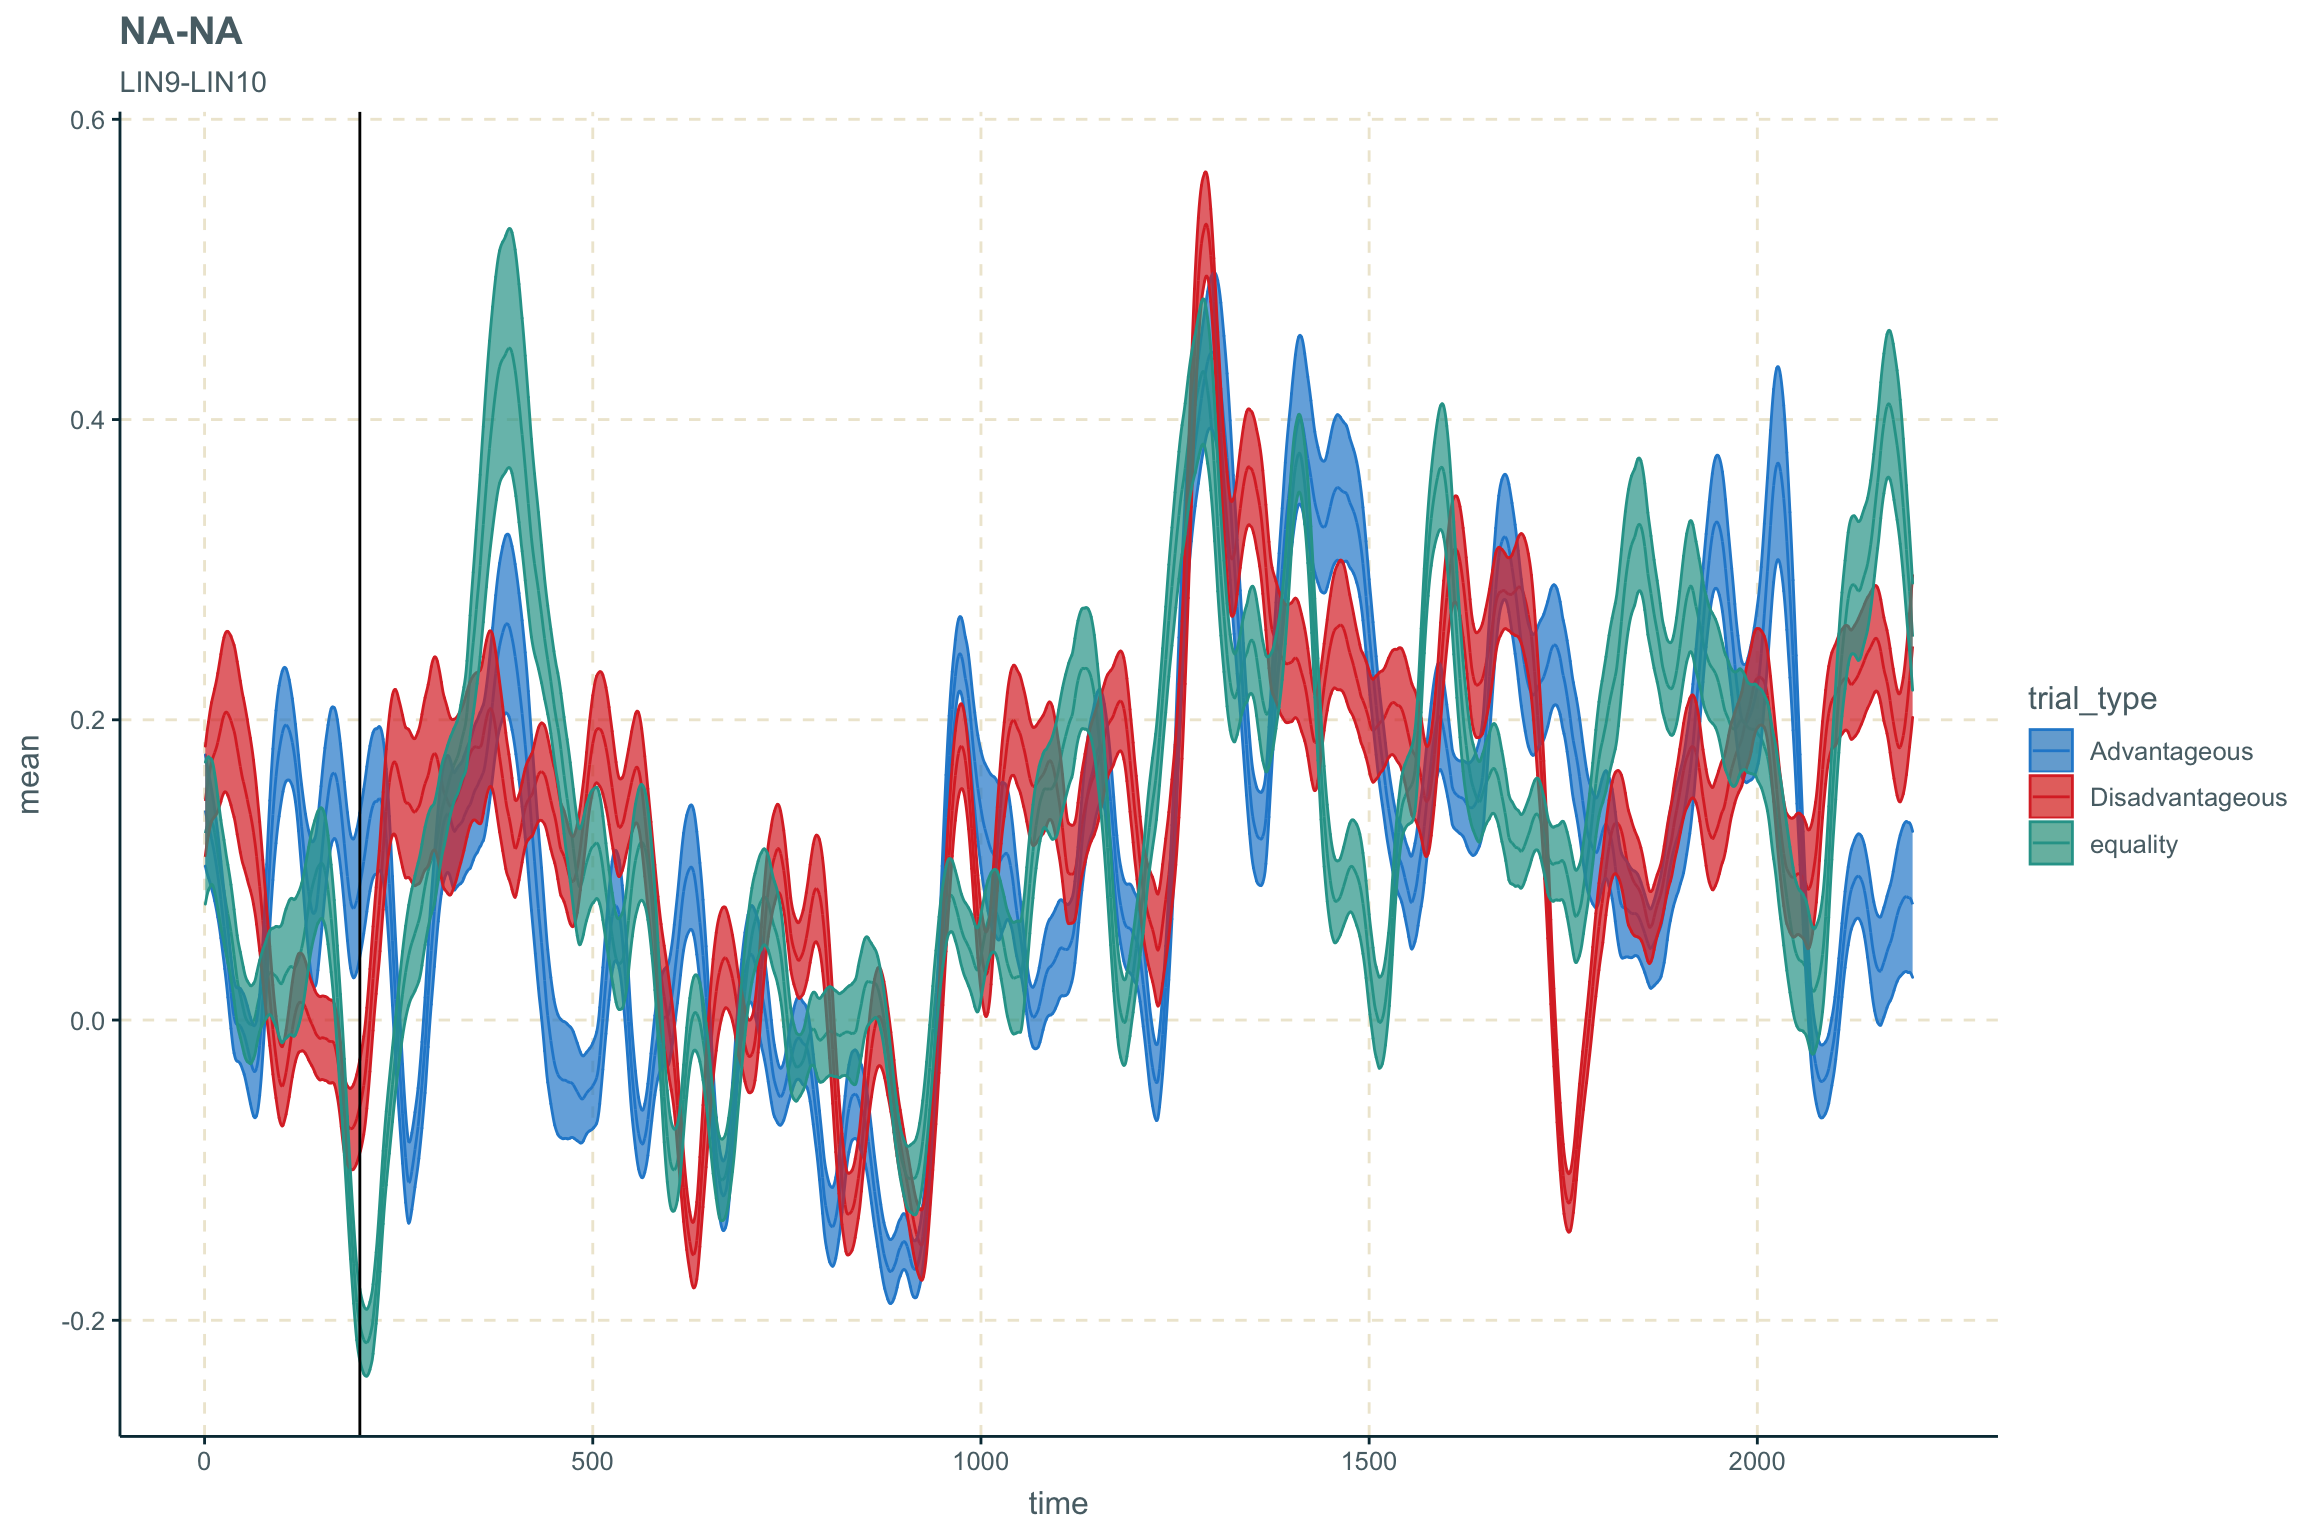 NA-NA
LIN9-LIN10
0.6
0.4
0.2
0.0
-0.2
mean
0 500 1000 1500 2000
time
trial_type
Advantageous
Disadvantageous
equality